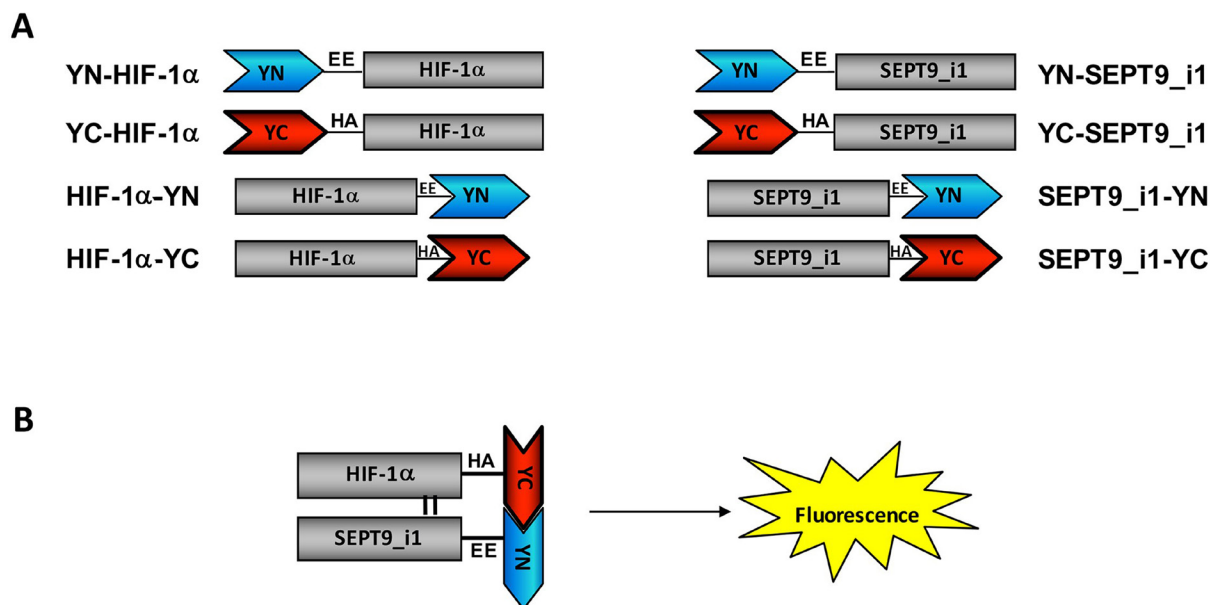 A
YN-HIF-1α YN EE HIF-1α YN EE SEPT9_i1 YN-SEPT9_i1
YC-HIF-1α YC HA HIF-1α YC HA SEPT9_i1 YC-SEPT9_i1
HIF-1α-YN HIF-1α EE YN SEPT9_i1 EE YN SEPT9_i1-YN
HIF-1α-YC HIF-1α HA YC SEPT9_i1 HA YC SEPT9_i1-YC
B
HIF-1α HA YC
SEPT9_i1 EE YN
Fluorescence